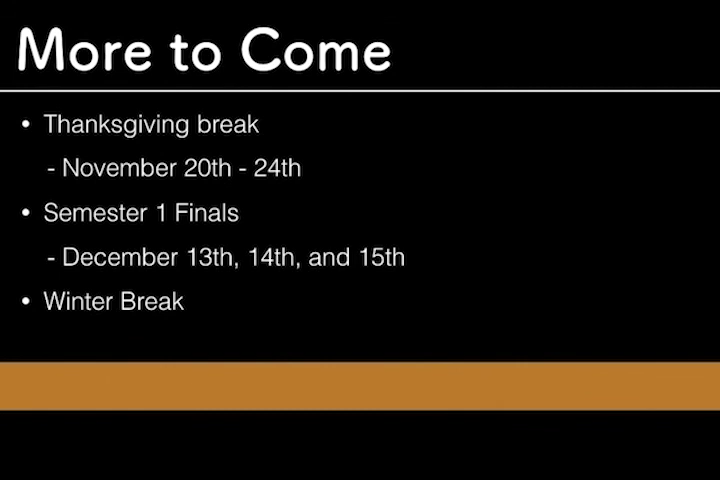 More to Come
• Thanksgiving break
- November 20th - 24th
• Semester 1 Finals
- December 13th, 14th, and 15th
• Winter Break